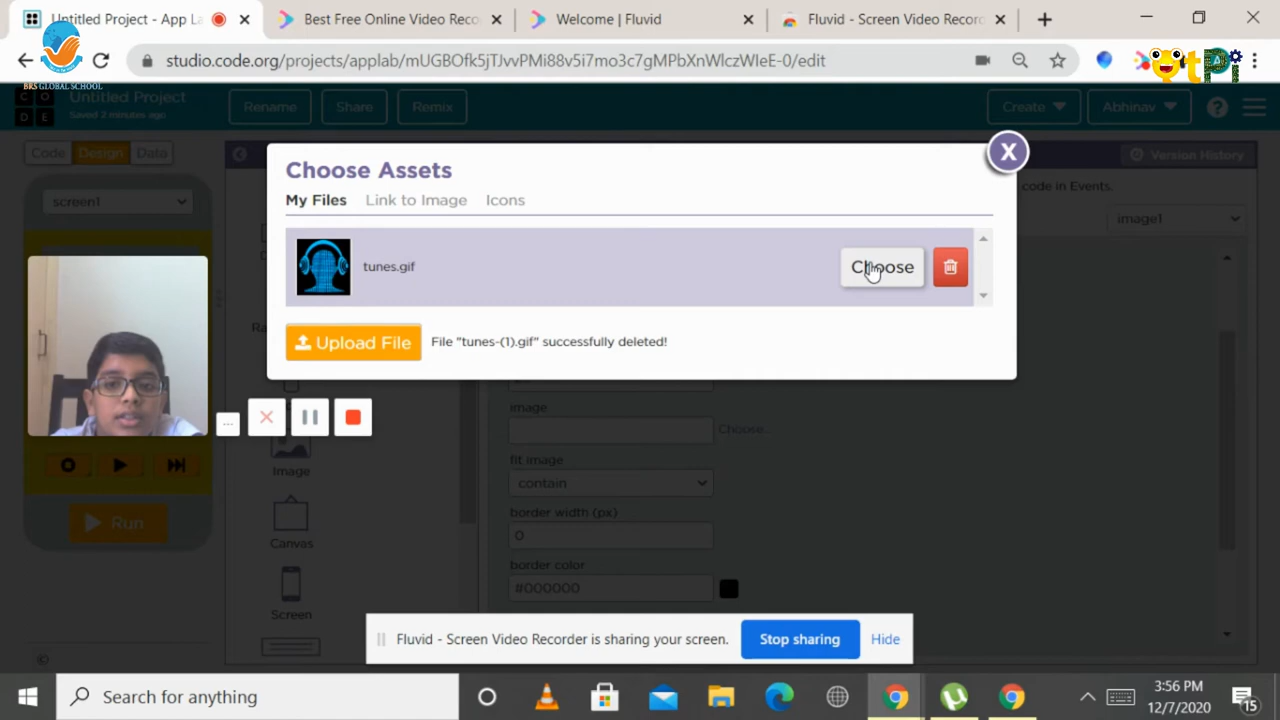 Untitled Project - App La
Best Free Online Video Reco
Welcome | Fluvid
Fluvid - Screen Video Record
studio.code.org/projects/applab/
BRS GLOBAL SCHOOL
tPi
C O
D E
Untitled Project
Saved 2 minutes ago
Rename
Share
Remix
Create
Abhinav
?
Code
Design
Data
Version History
Choose Assets
X
My Files
Link to Image
Icons
code in Events.
screen1
image1
tunes.gif
Choose
Upload File
File "tunes-(1).gif" successfully deleted!
image
Choose...
Image
fit image
contain
border width (px)
0
Canvas
Run
border color
#000000
Screen
Fluvid - Screen Video Recorder is sharing your screen.
Stop sharing
Hide
Search for anything
3:56 PM
12/7/2020
15